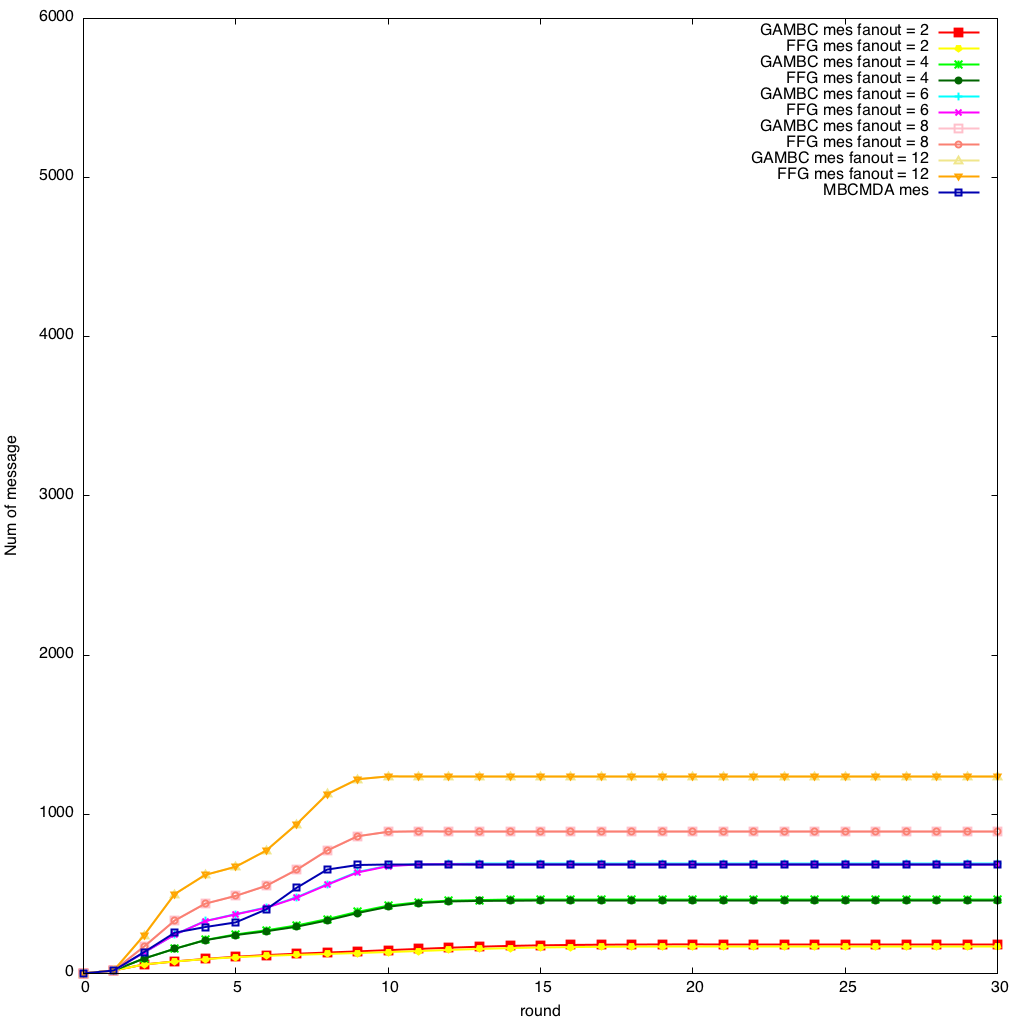 6000
5000
4000
3000
2000
1000
0
Num of message
GAMBC mes fanout = 2
FFG mes fanout = 2
GAMBC mes fanout = 4
FFG mes fanout = 4
GAMBC mes fanout = 6
FFG mes fanout = 6
GAMBC mes fanout = 8
FFG mes fanout = 8
GAMBC mes fanout = 12
FFG mes fanout = 12
MBCMDA mes
0 5 10 15 20 25 30
round